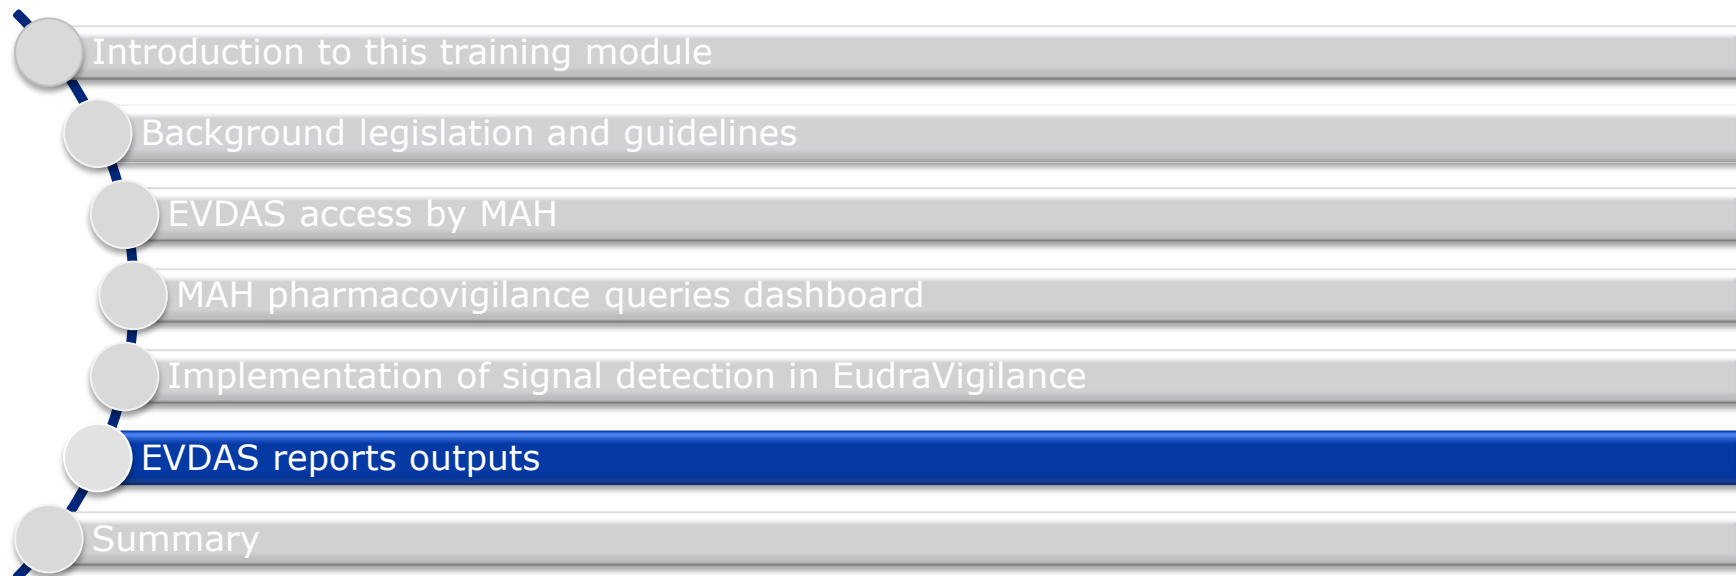 Introduction to this training module
Background legislation and guidelines
EVDAS access by MAH
MAH pharmacovigilance queries dashboard
Implementation of signal detection in EudraVigilance
EVDAS reports outputs
Summary